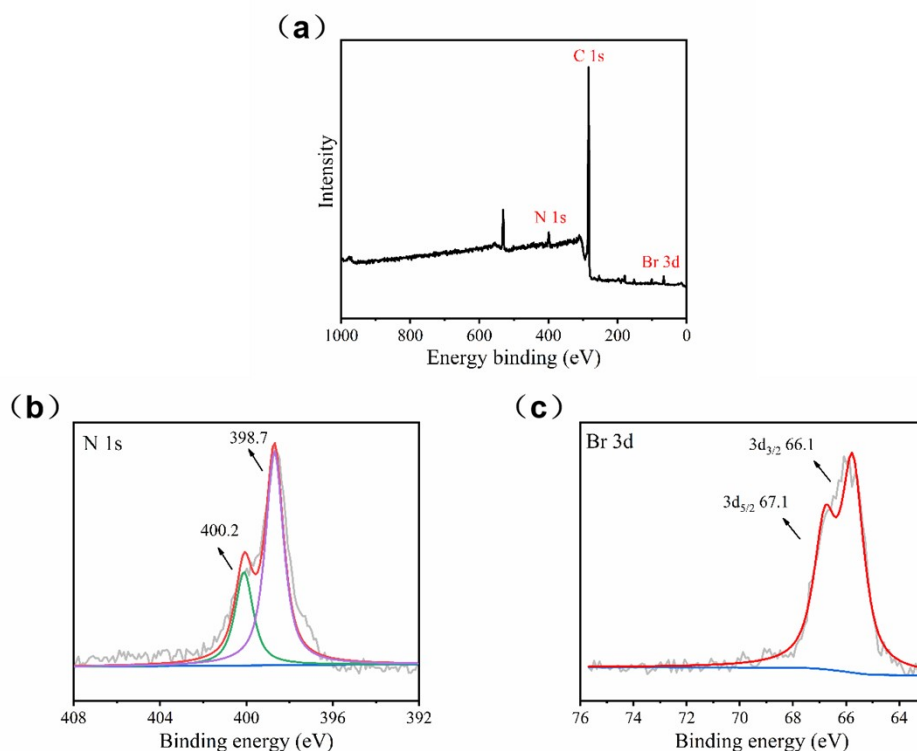 (a)
C 1s
N 1s
Br 3d
Intensity
1000 800 600 400 200 0
Energy binding (eV)
(b)
N 1s
398.7
400.2
408 404 400 396 392
Binding energy (eV)
(c)
Br 3d
3d3/2 66.1
3d5/2 67.1
76 74 72 70 68 66 64
Binding energy (eV)